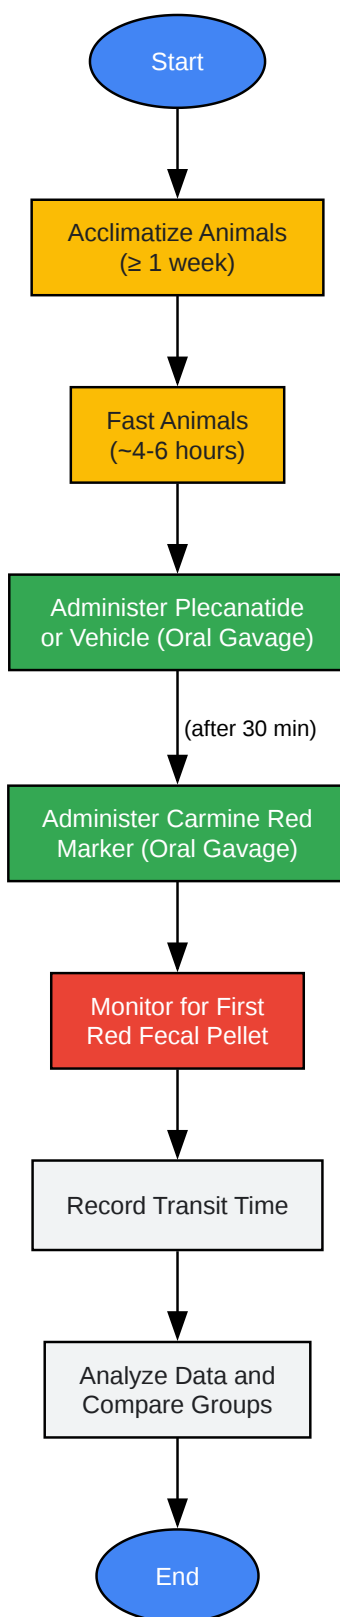 Start
Acclimatize Animals
(≥ 1 week)
Fast Animals
(~4-6 hours)
Administer Plecanatide
or Vehicle (Oral Gavage)
(after 30 min)
Administer Carmine Red
Marker (Oral Gavage)
Monitor for First
Red Fecal Pellet
Record Transit Time
Analyze Data and
Compare Groups
End